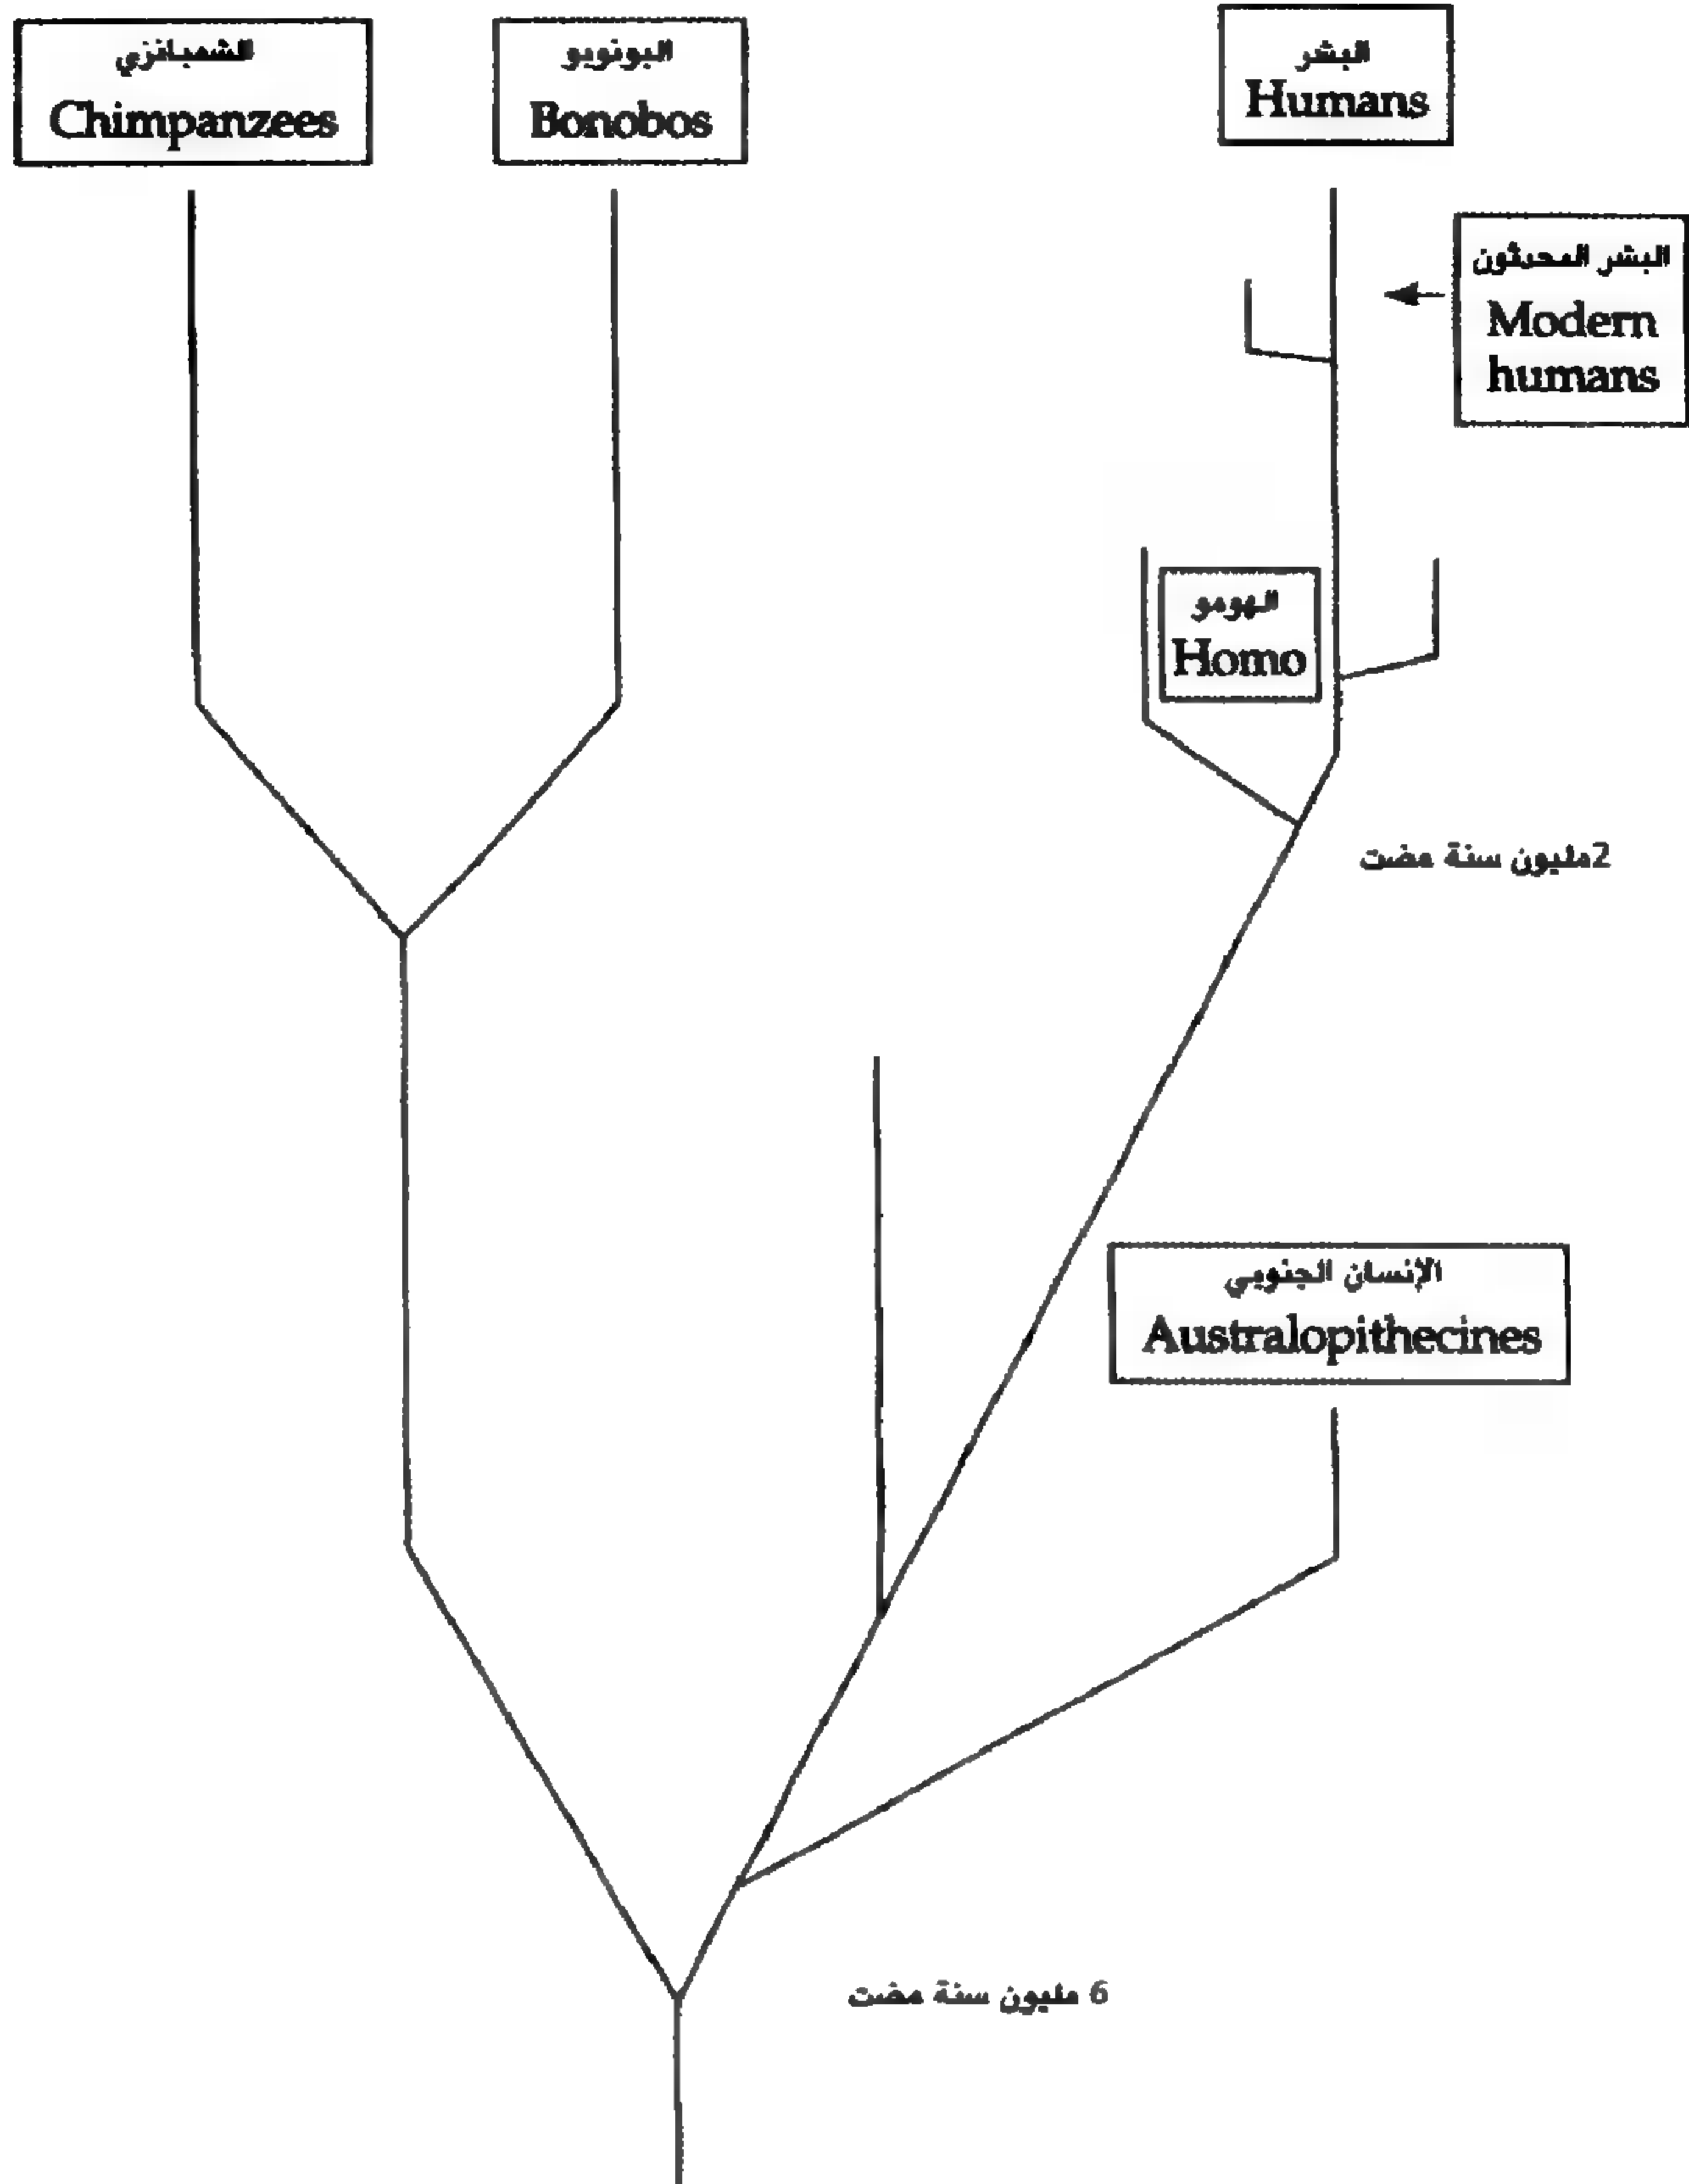 الشمبانزي
Chimpanzees
البونوبو
Bonobos
البشر
Humans
البشر المحدثون
Modern
humans
الهومو
Homo
2مليون سنة مضت
الإنسان الجنوبي
Australopithecines
6 مليون سنة مضت